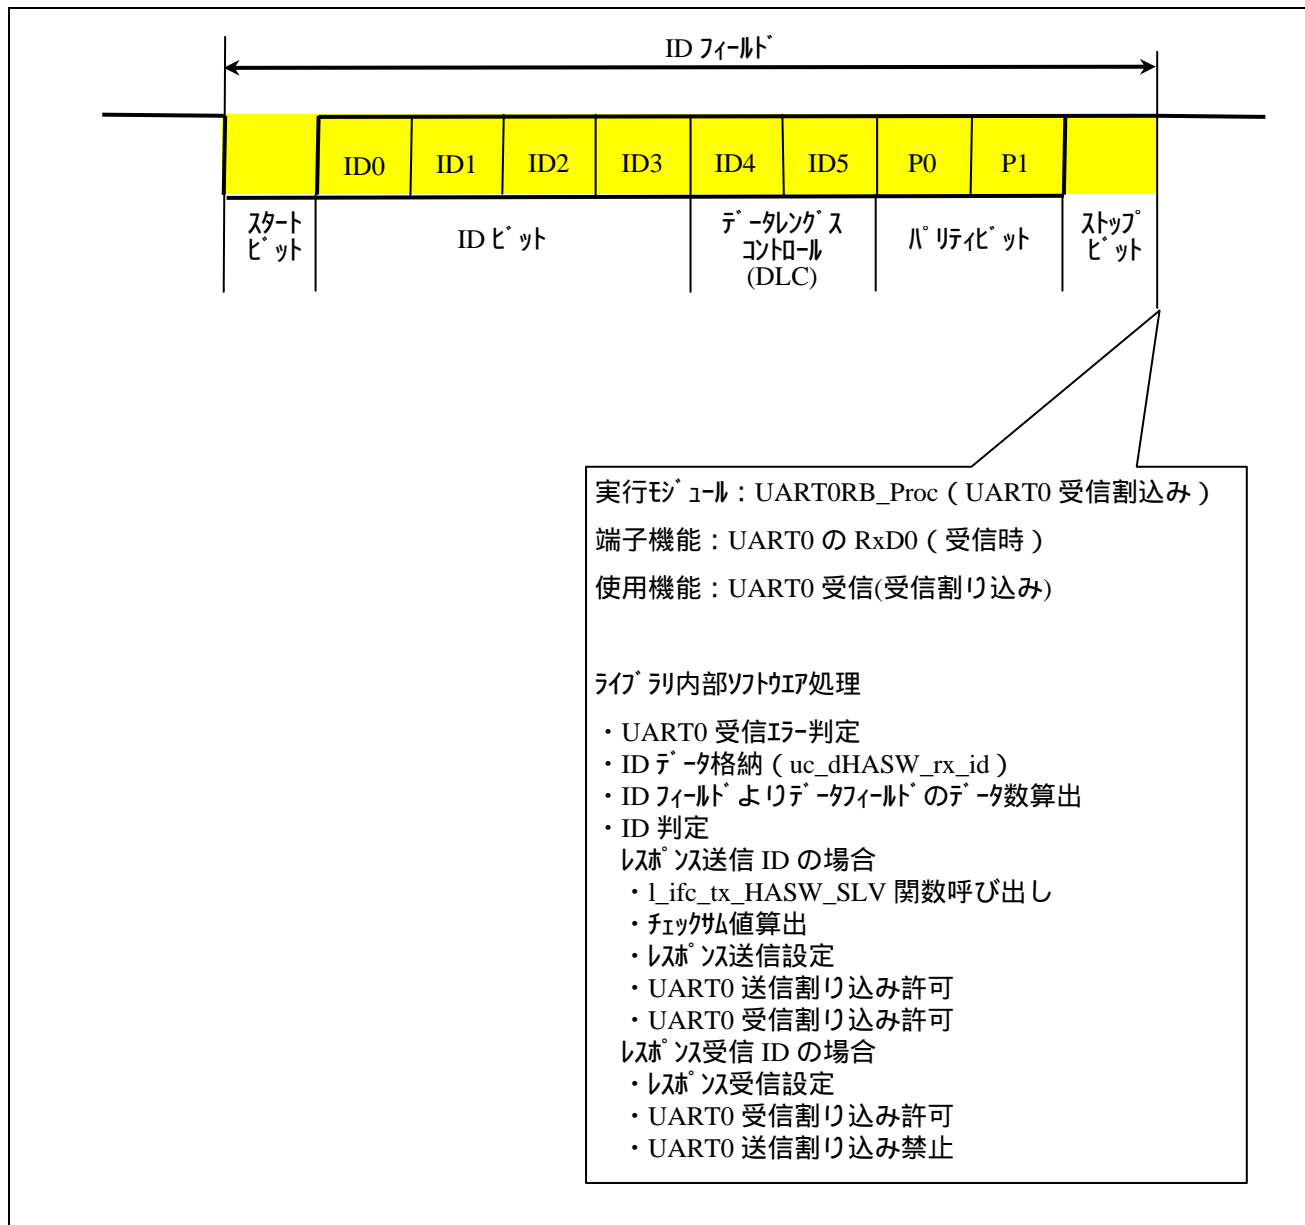 IDﾌｨｰﾙﾄﾞ
ID0 ID1 ID2 ID3 ID4 ID5 P0 P1
ｽﾀｰﾄ
ﾋﾞｯﾄ
IDﾋﾞｯﾄ
ﾃﾞｰﾀﾚﾝｸﾞｽ
ｺﾝﾄﾛｰﾙ
(DLC)
ﾊﾟﾘﾃｨﾋﾞｯﾄ
ｽﾄｯﾌﾟ
ﾋﾞｯﾄ
実行ﾓｼﾞｭｰﾙ：UART0RB_Proc（UART0 受信割込み）
端子機能：UART0 の RxD0（受信時）
使用機能：UART0 受信(受信割り込み)
ﾗｲﾌﾞﾗﾘ内部ｿﾌﾄｳｴｱ処理
・UART0 受信ｴﾗｰ判定
・ID ﾃﾞｰﾀ格納（uc_dHASW_rx_id）
・ID ﾌｨｰﾙﾄﾞよりﾃﾞｰﾀﾌｨｰﾙﾄﾞのﾃﾞｰﾀ数算出
・ID 判定
ﾚｽﾎﾟﾝｽ送信 ID の場合
・l_ifc_tx_HASW_SLV 関数呼び出し
・ﾁｪｯｸｻﾑ値算出
・ﾚｽﾎﾟﾝｽ送信設定
・UART0 送信割り込み許可
・UART0 受信割り込み許可
ﾚｽﾎﾟﾝｽ受信 ID の場合
・ﾚｽﾎﾟﾝｽ受信設定
・UART0 受信割り込み許可
・UART0 送信割り込み禁止